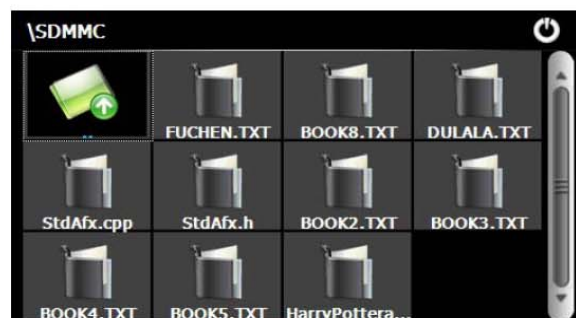 \SDMMC
..
FUCHEN.TXT
BOOK8.TXT
DULALA.TXT
StdAfx.cpp
StdAfx.h
BOOK2.TXT
BOOK3.TXT
BOOK4.TXT
BOOK5.TXT
HarryPottera...